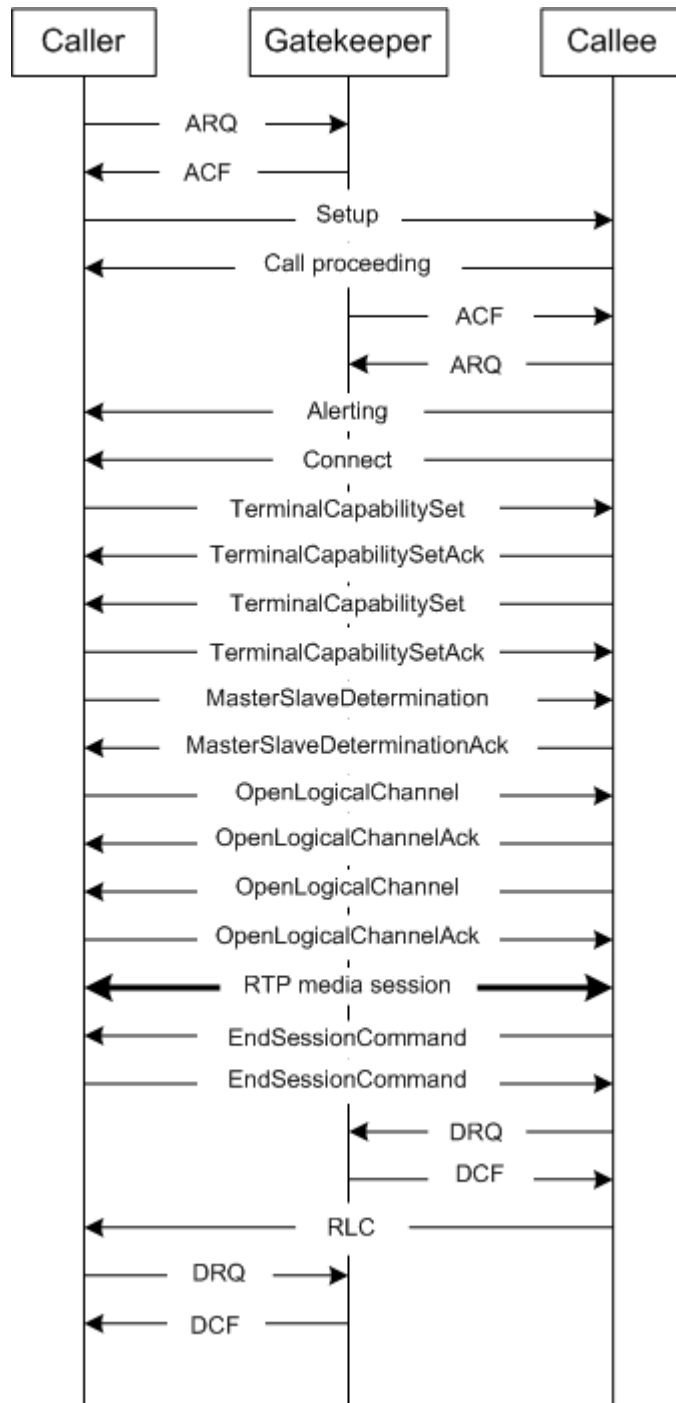 Caller Gatekeeper Callee
ARQ
ACF
Setup
Call proceeding
ACF
ARQ
Alerting
Connect
TerminalCapabilitySet
TerminalCapabilitySetAck
TerminalCapabilitySet
TerminalCapabilitySetAck
MasterSlaveDetermination
MasterSlaveDeterminationAck
OpenLogicalChannel
OpenLogicalChannelAck
OpenLogicalChannel
OpenLogicalChannelAck
RTP media session
EndSessionCommand
EndSessionCommand
DRQ
DCF
RLC
DRQ
DCF